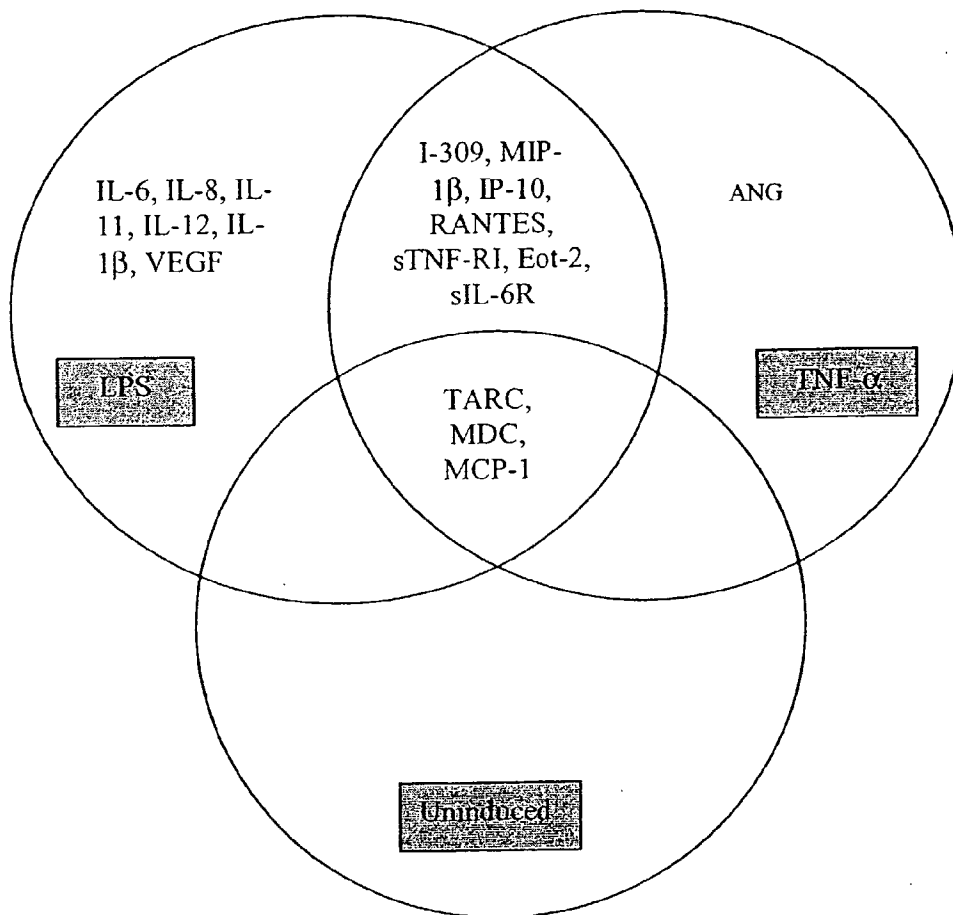 IL-6, IL-8, IL-
11, IL-12, IL-
1β, VEGF
I-309, MIP-
1β, IP-10,
RANTES,
sTNF-RI, Eot-2,
sIL-6R
ANG
LPS
TNF-α
TARC,
MDC,
MCP-1
Uninduced